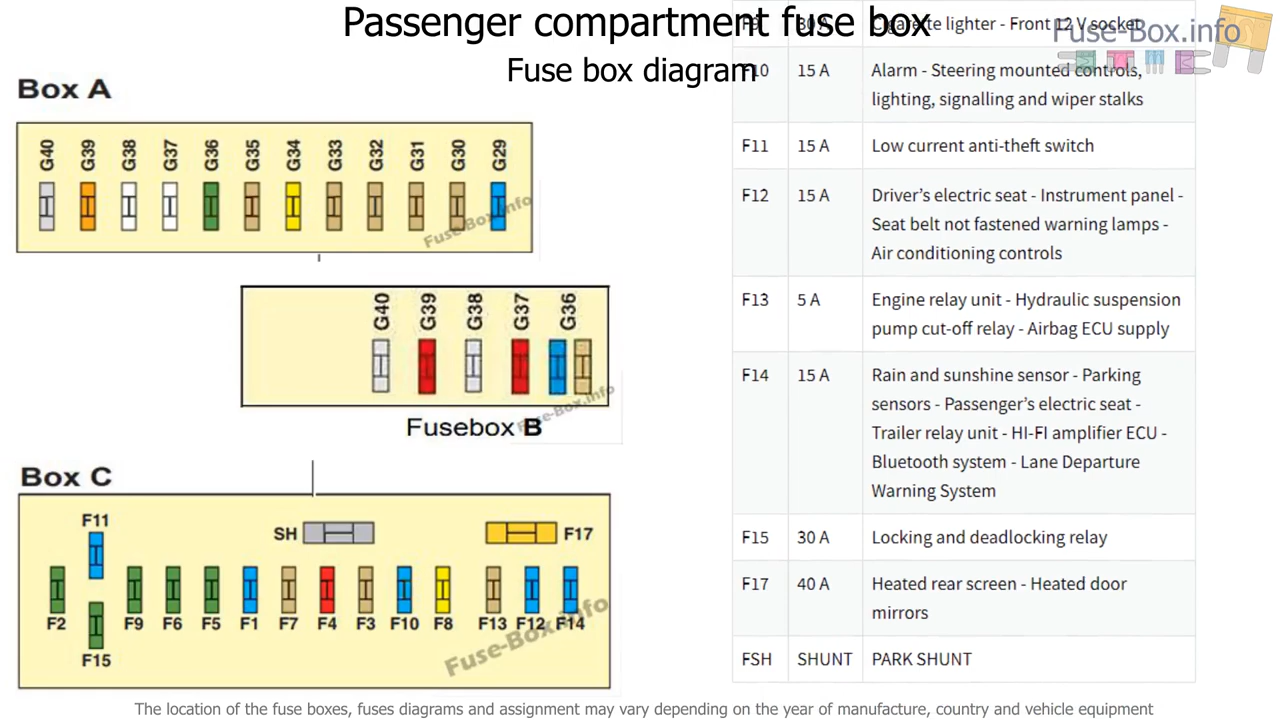 Passenger compartment fuse box
Fuse box diagram
Fuse-Box.info
Box A
G40 G39 G38 G37 G36 G35 G34 G33 G32 G31 G30 G29
Fuse-Box.info
G40 G39 G38 G37 G36
Fuse-Box.info
Fusebox B
Box C
F11
SH F17
F2 F9 F6 F5 F1 F7 F4 F3 F10 F8 F13 F12 F14
F15
Fuse-Box.info
F9 30 A Cigarette lighter - Front 12 V socket
F10 15 A Alarm - Steering mounted controls,
lighting, signalling and wiper stalks
F11 15 A Low current anti-theft switch
F12 15 A Driver’s electric seat - Instrument panel -
Seat belt not fastened warning lamps -
Air conditioning controls
F13 5 A Engine relay unit - Hydraulic suspension
pump cut-off relay - Airbag ECU supply
F14 15 A Rain and sunshine sensor - Parking
sensors - Passenger’s electric seat -
Trailer relay unit - HI-FI amplifier ECU -
Bluetooth system - Lane Departure
Warning System
F15 30 A Locking and deadlocking relay
F17 40 A Heated rear screen - Heated door
mirrors
FSH SHUNT PARK SHUNT
The location of the fuse boxes, fuses diagrams and assignment may vary depending on the year of manufacture, country and vehicle equipment